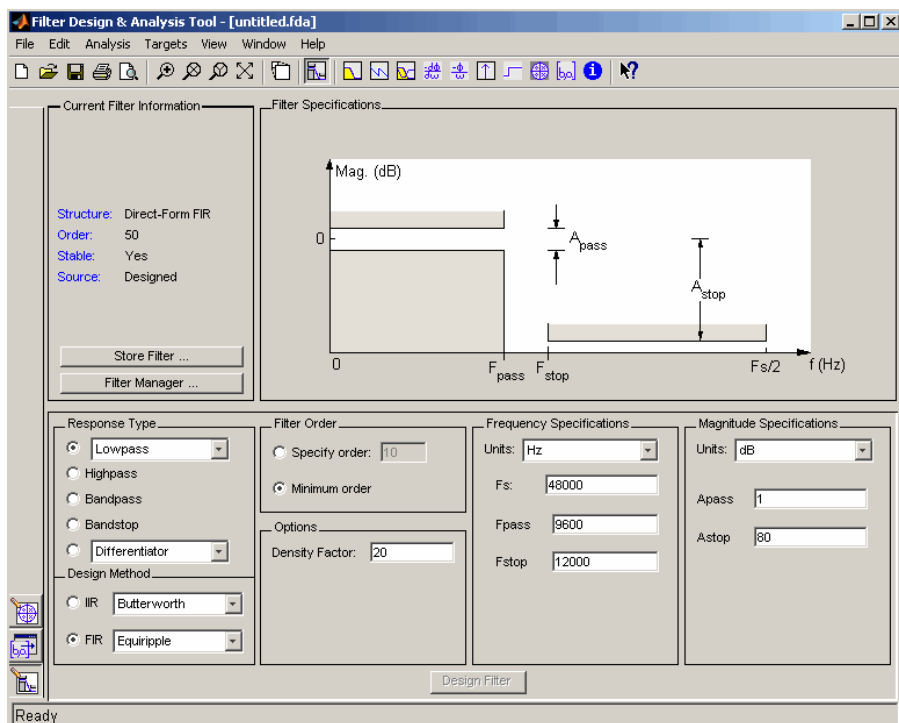 Filter Design & Analysis Tool - [untitled.fda]
File Edit Analysis Targets View Window Help
Current Filter Information
Structure: Direct-Form FIR
Order: 50
Stable: Yes
Source: Designed
Store Filter ...
Filter Manager ...
Filter Specifications
Mag. (dB)
0
Apass
Astop
0
Fpass
Fstop
Fs/2
f (Hz)
Response Type
Lowpass
Highpass
Bandpass
Bandstop
Differentiator
Design Method
IIR Butterworth
FIR Equiripple
Filter Order
Specify order: 10
Minimum order
Options
Density Factor: 20
Frequency Specifications
Units: Hz
Fs: 48000
Fpass 9600
Fstop 12000
Magnitude Specifications
Units: dB
Apass 1
Astop 80
Design Filter
Ready